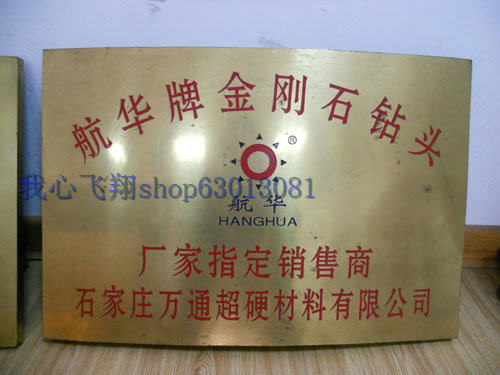 航华牌金刚石钻头
®
我心飞翔shop63013081
航华
HANGHUA
厂家指定销售商
石家庄万通超硬材料有限公司